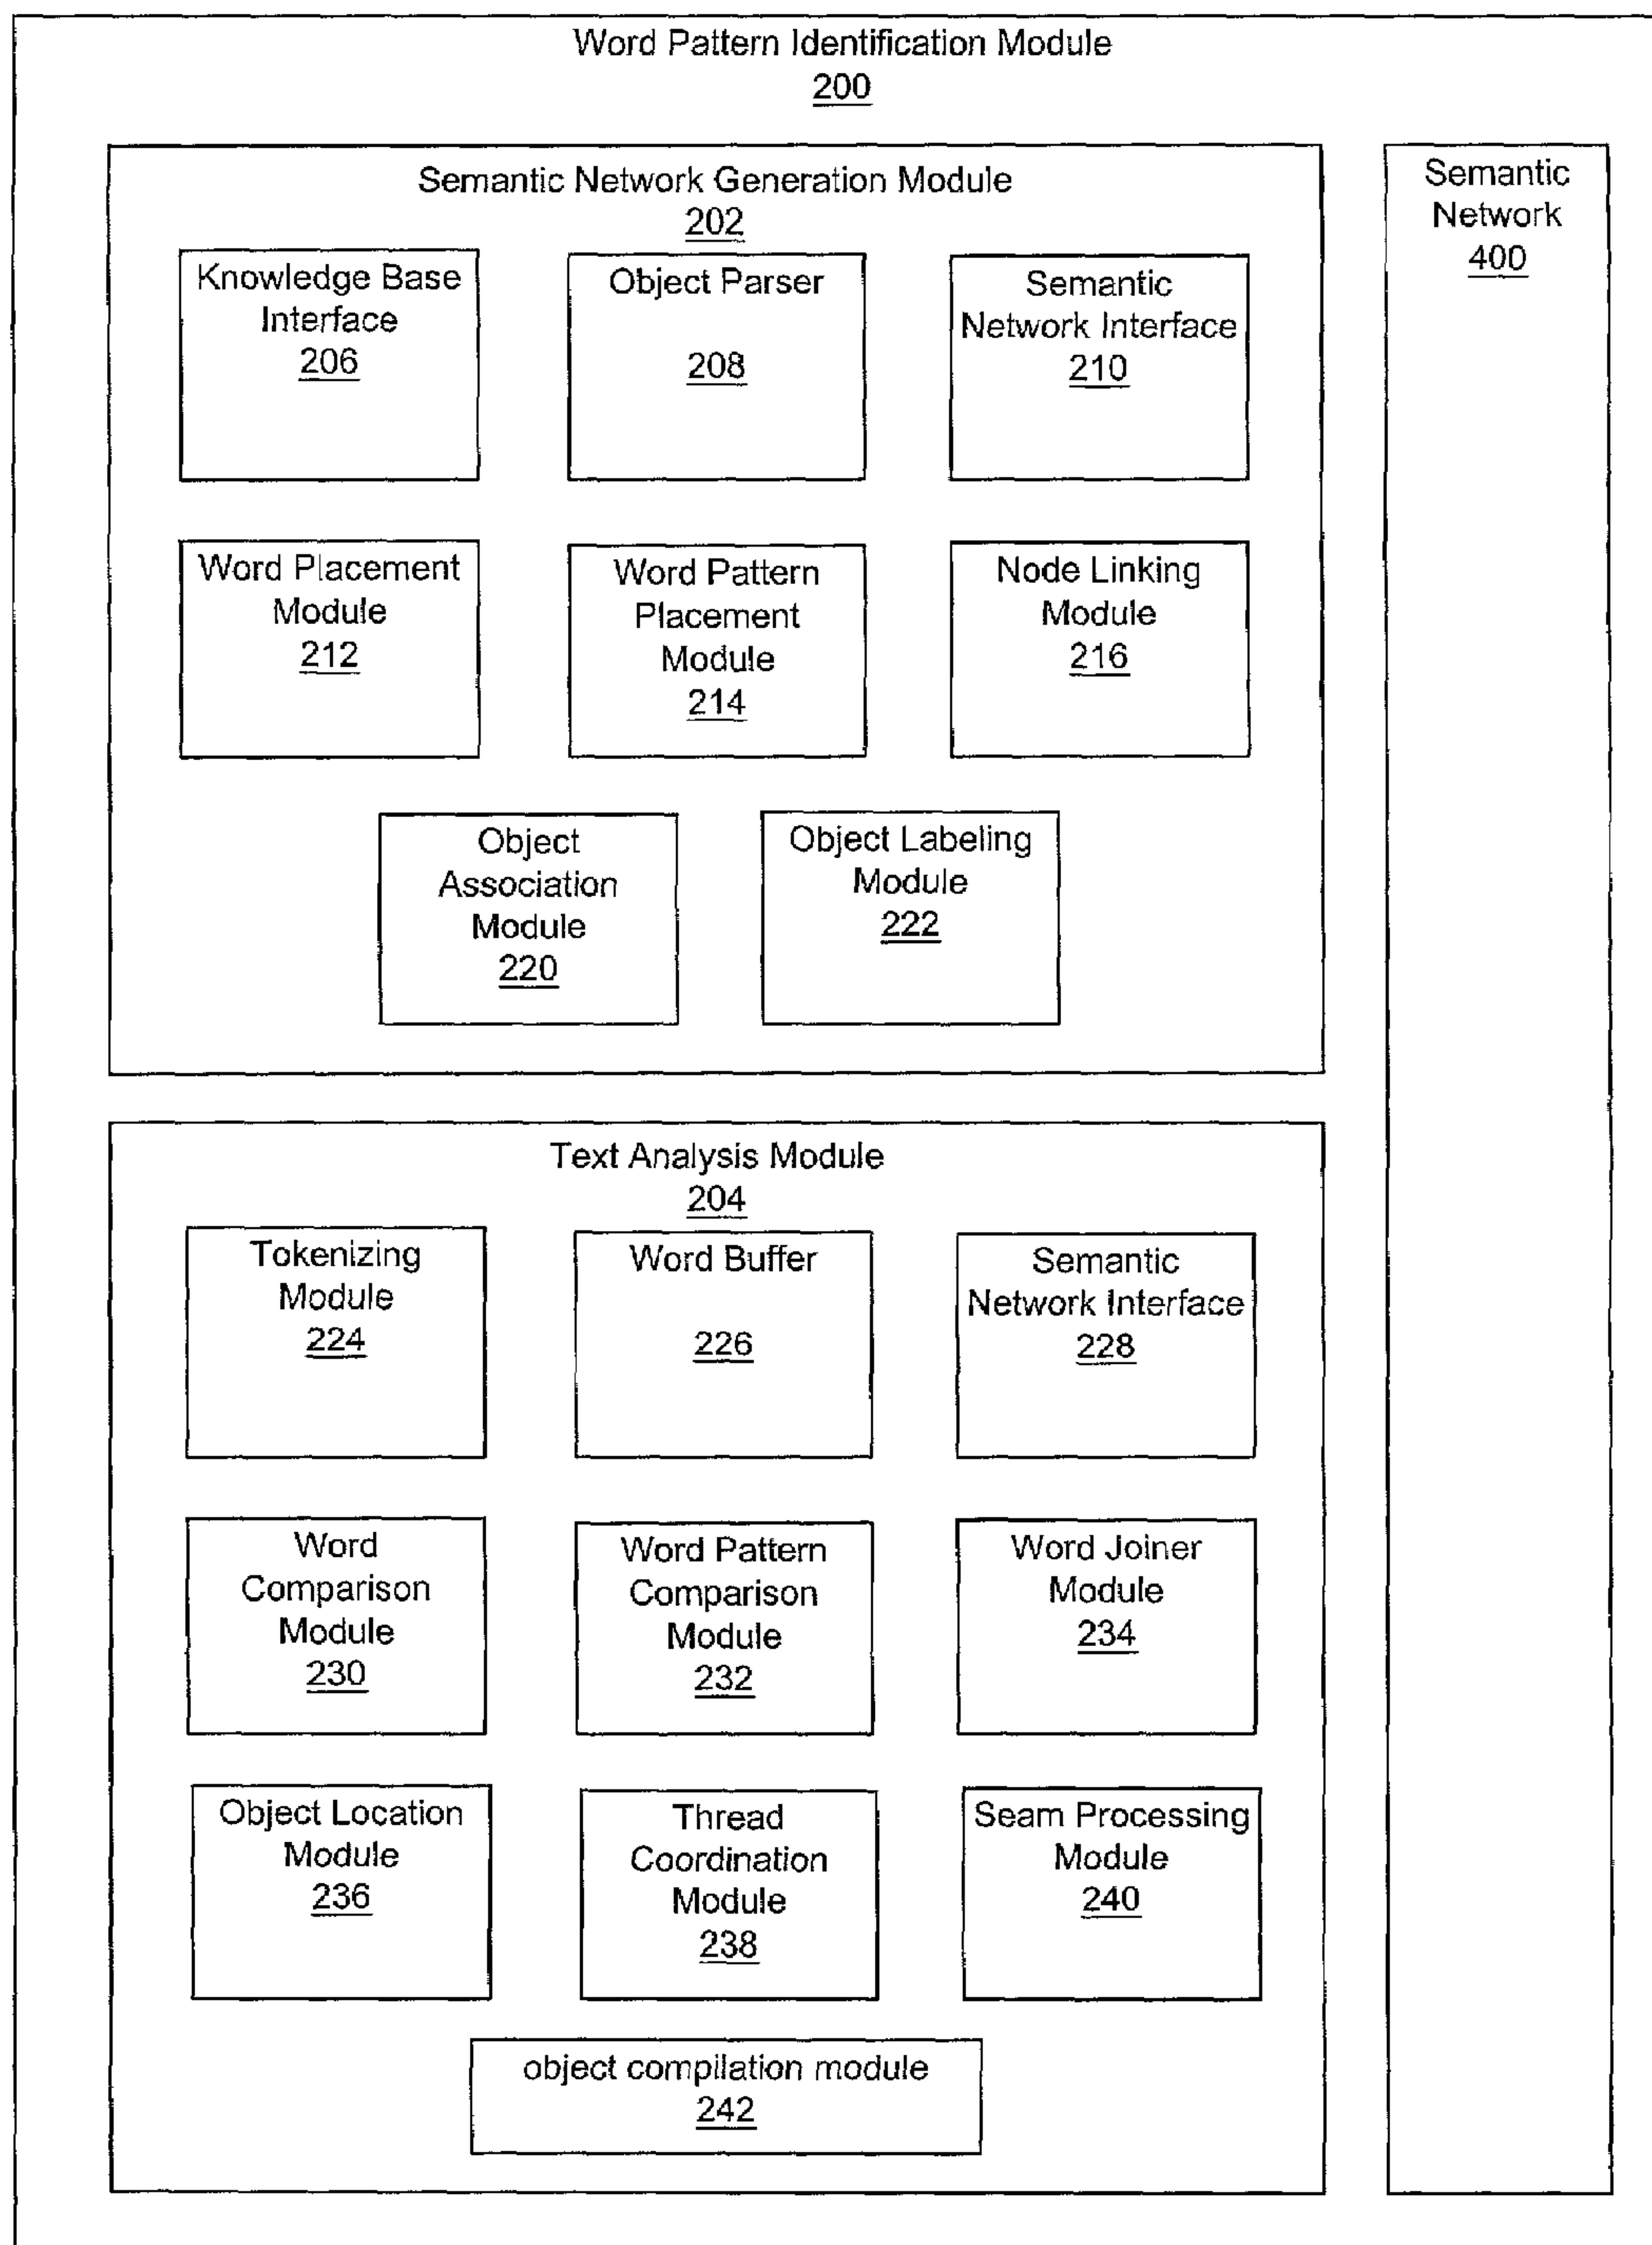 Word Pattern Identification Module
200
Semantic Network Generation Module
202
Knowledge Base
Interface
206
Object Parser
208
Semantic
Network Interface
210
Word Placement
Module
212
Word Pattern
Placement
Module
214
Node Linking
Module
216
Object
Association
Module
220
Object Labeling
Module
222
Semantic
Network
400
Text Analysis Module
204
Tokenizing
Module
224
Word Buffer
226
Semantic
Network Interface
228
Word
Comparison
Module
230
Word Pattern
Comparison
Module
232
Word Joiner
Module
234
Object Location
Module
236
Thread
Coordination
Module
238
Seam Processing
Module
240
object compilation module
242